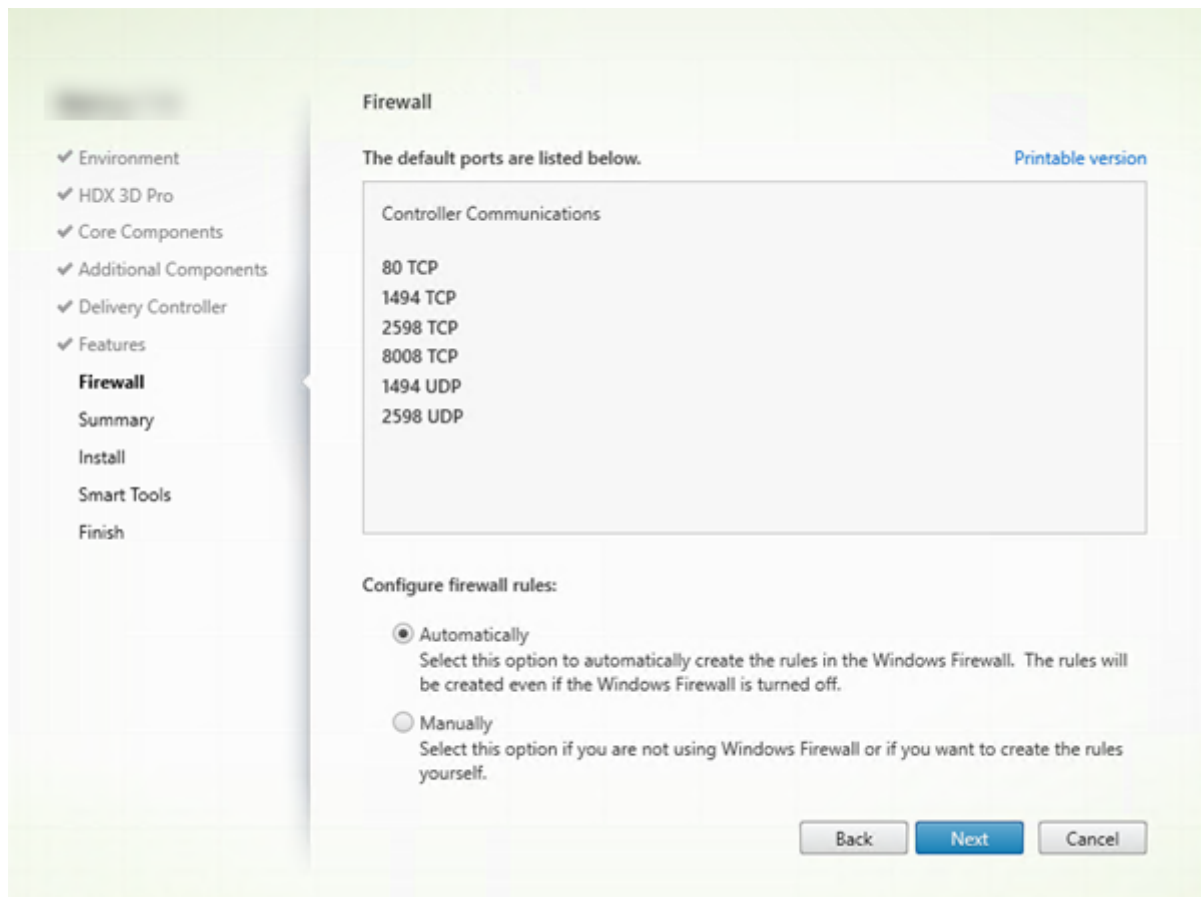 Environment
HDX 3D Pro
Core Components
Additional Components
Delivery Controller
Features
Firewall
Summary
Install
Smart Tools
Finish
Firewall
The default ports are listed below.
Printable version
Controller Communications
80 TCP
1494 TCP
2598 TCP
8008 TCP
1494 UDP
2598 UDP
Configure firewall rules:
Automatically
Select this option to automatically create the rules in the Windows Firewall. The rules will
be created even if the Windows Firewall is turned off.
Manually
Select this option if you are not using Windows Firewall or if you want to create the rules
yourself.
Back
Next
Cancel